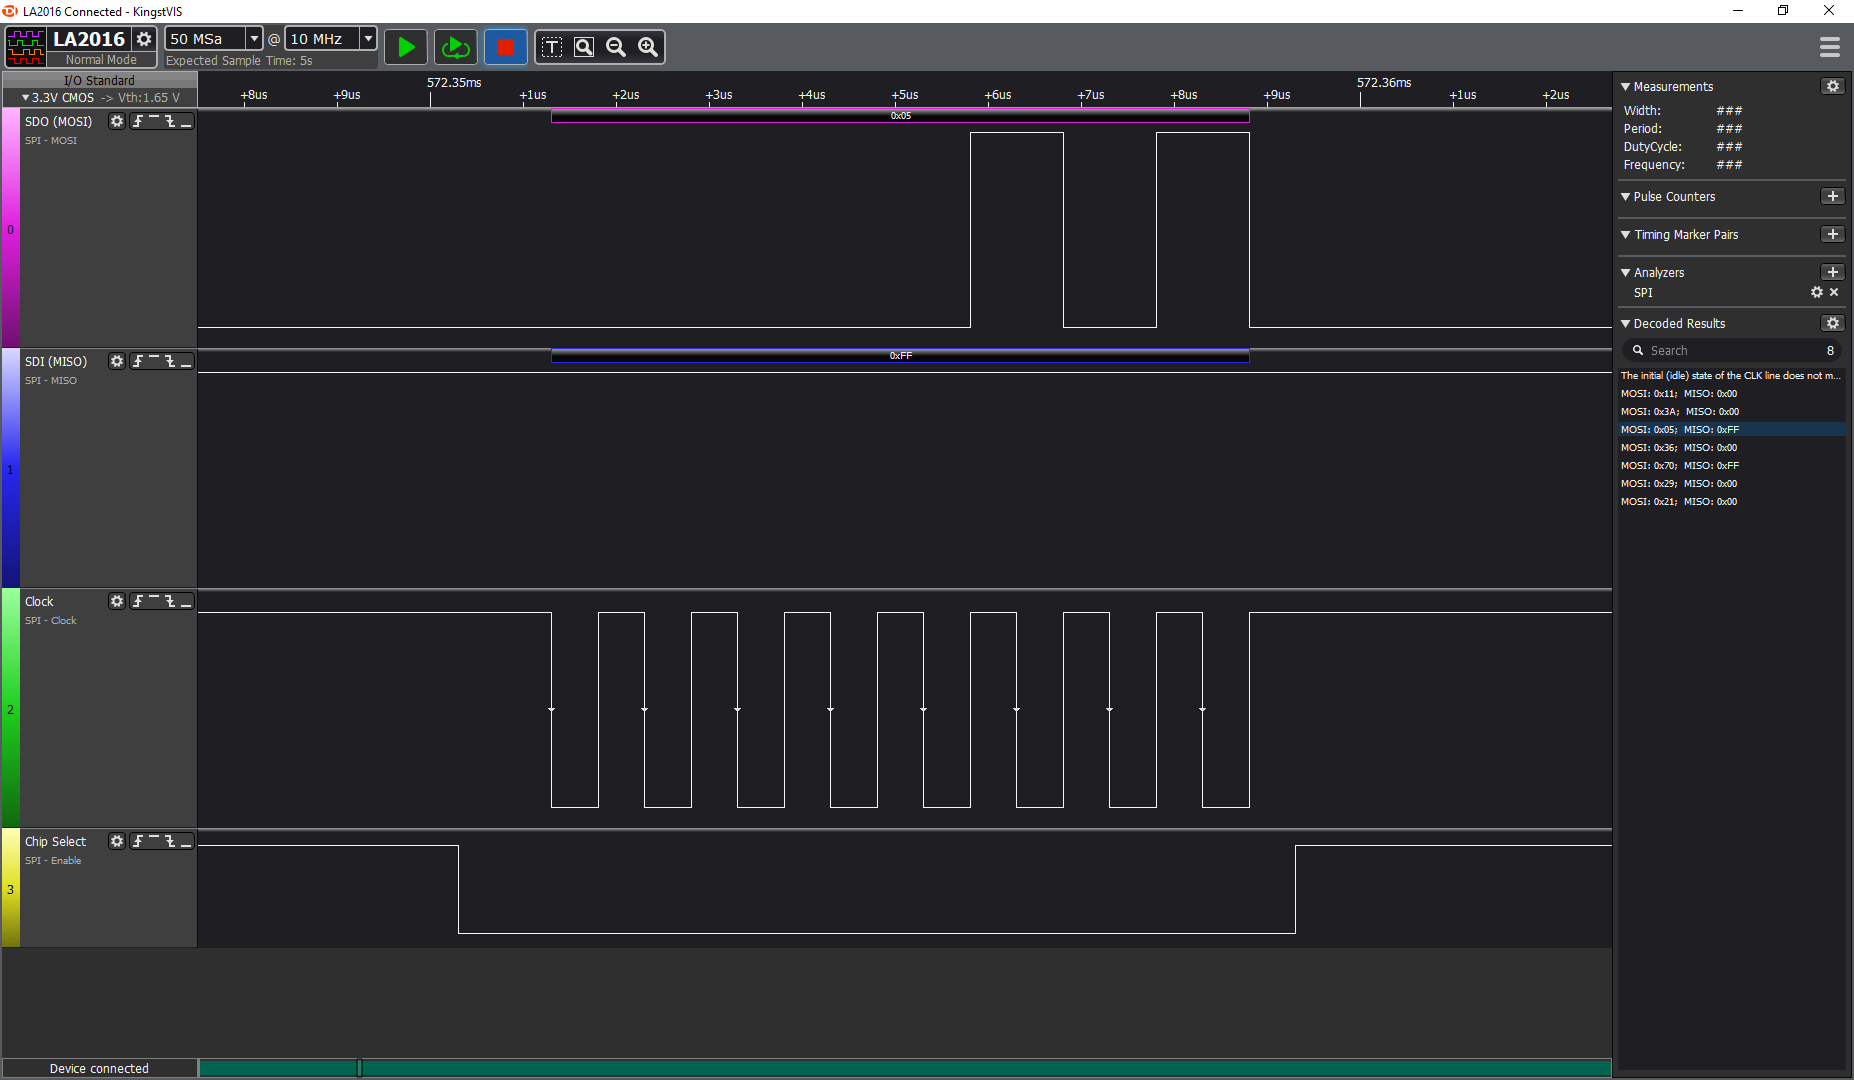 LA2016 Connected - KingstVIS
LA2016
Normal Mode
50 MSa @ 10 MHz
Expected Sample Time: 5s
T
I/O Standard
3.3V CMOS -> Vth:1.65 V
572.35ms 572.36ms
+8us +9us +1us +2us +3us +4us +5us +6us +7us +8us +9us +1us +2us
SDO (MOSI)
SPI - MOSI
0
0x05
SDI (MISO)
SPI - MISO
1
0xFF
Clock
SPI - Clock
2
Chip Select
SPI - Enable
3
Device connected
Measurements
Width: ###
Period: ###
DutyCycle: ###
Frequency: ###
Pulse Counters
Timing Marker Pairs
Analyzers
SPI
Decoded Results
Search 8
The initial (idle) state of the CLK line does not m...
MOSI: 0x11; MISO: 0x00
MOSI: 0x3A; MISO: 0x00
MOSI: 0x05; MISO: 0xFF
MOSI: 0x36; MISO: 0x00
MOSI: 0x70; MISO: 0xFF
MOSI: 0x29; MISO: 0x00
MOSI: 0x21; MISO: 0x00